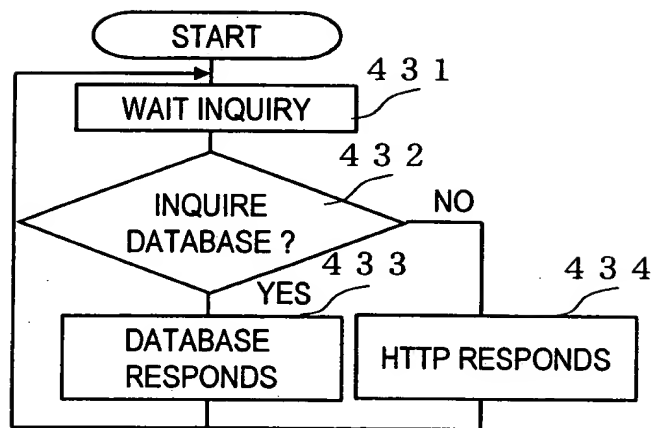 START
431
WAIT INQUIRY
432
INQUIRE
DATABASE ?
NO
433
YES
434
DATABASE
RESPONDS
HTTP RESPONDS